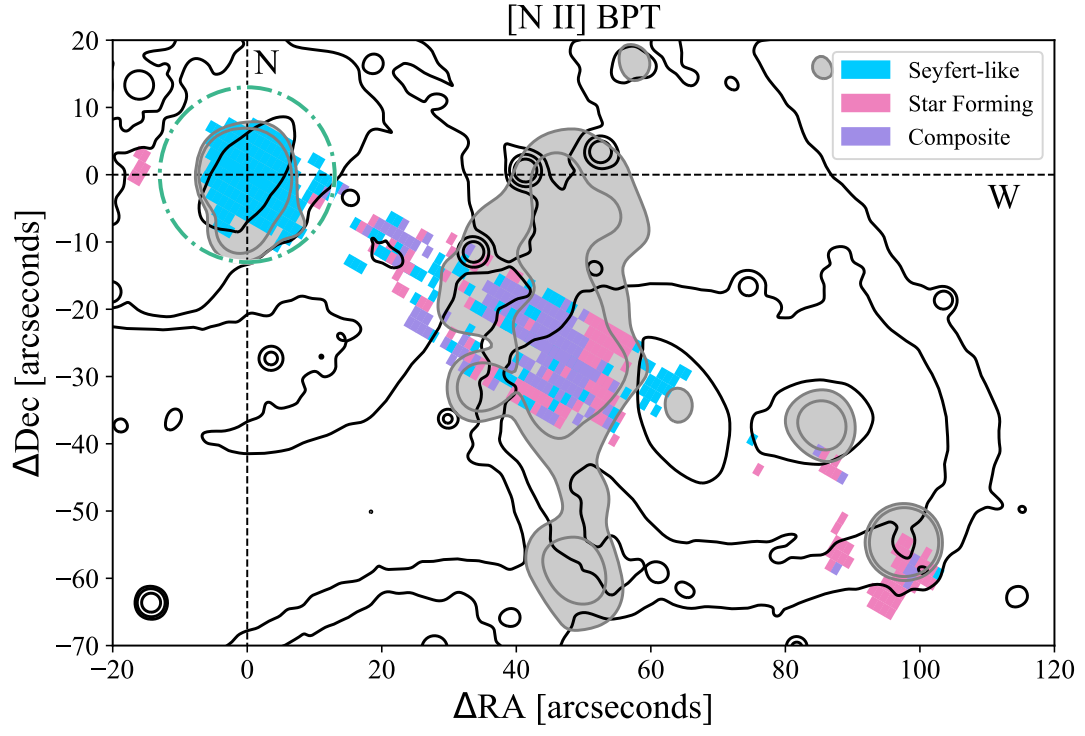 [N II] BPT
N
W
Seyfert-like
Star Forming
Composite
ΔDec [arcseconds]
20
10
0
−10
−20
−30
−40
−50
−60
−70
−20
0
20
40
60
80
100
120
ΔRA [arcseconds]